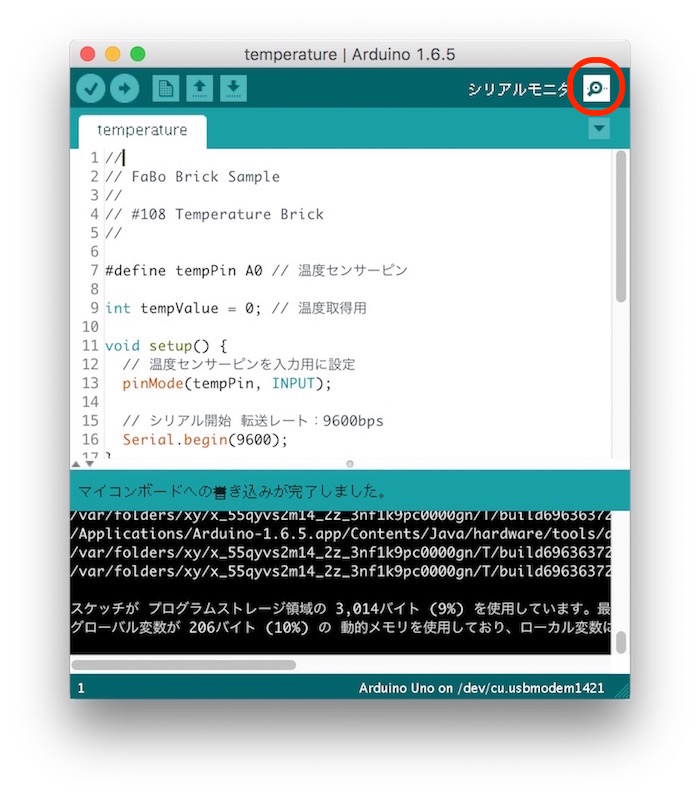 temperature | Arduino 1.6.5
シリアルモニタ
temperature
1 //
2 // FaBo Brick Sample
3 //
4 // #108 Temperature Brick
5 //
6
7 #define tempPin A0 // 温度センサーピン
8
9 int tempValue = 0; // 温度取得用
10
11 void setup() {
12 // 温度センサーピンを入力用に設定
13 pinMode(tempPin, INPUT);
14
15 // シリアル開始 転送レート：9600bps
16 Serial.begin(9600);
17 }
マイコンボードへの書き込みが完了しました。
/var/folders/xy/x_55qyvs2m14_2z_3nf1k9pc0000gn/T/build69636372
/Applications/Arduino-1.6.5.app/Contents/Java/hardware/tools/a
/var/folders/xy/x_55qyvs2m14_2z_3nf1k9pc0000gn/T/build69636372
/var/folders/xy/x_55qyvs2m14_2z_3nf1k9pc0000gn/T/build69636372
スケッチが プログラムストレージ領域の 3,014バイト (9%) を使用しています。最
グローバル変数が 206バイト (10%) の 動的メモリを使用しており、ローカル変数に
1
Arduino Uno on /dev/cu.usbmodem1421